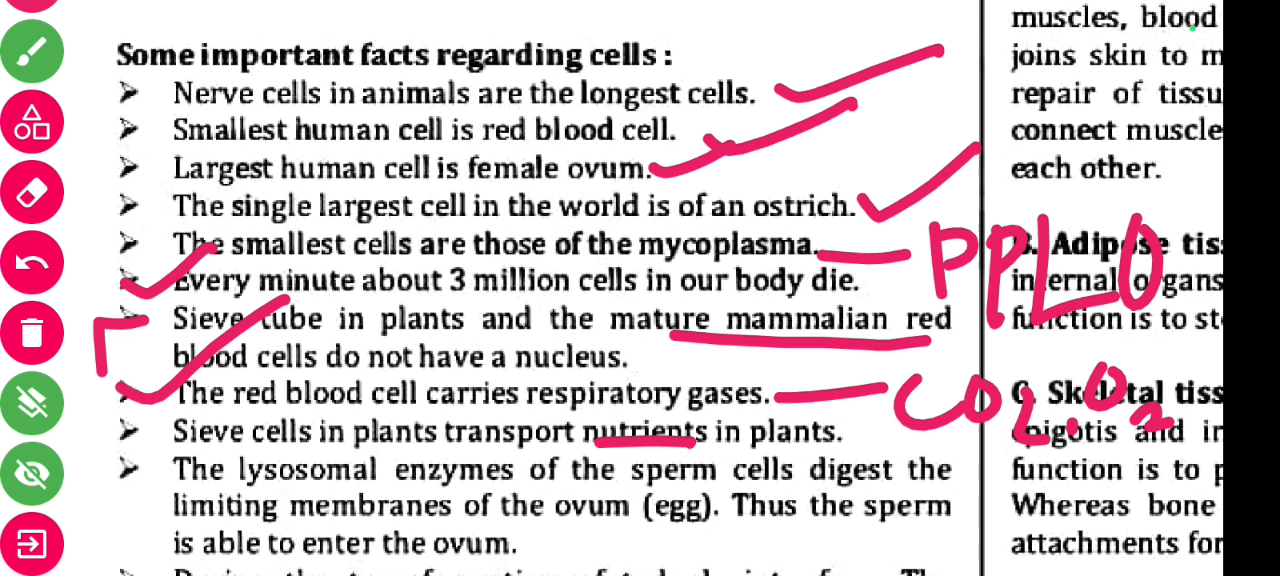 Some important facts regarding cells :
➢ Nerve cells in animals are the longest cells.
➢ Smallest human cell is red blood cell.
➢ Largest human cell is female ovum.
➢ The single largest cell in the world is of an ostrich.
➢ The smallest cells are those of the mycoplasma. PPLO
➢ Every minute about 3 million cells in our body die.
➢ Sieve tube in plants and the mature mammalian red
blood cells do not have a nucleus.
➢ The red blood cell carries respiratory gases. CO2, O2
➢ Sieve cells in plants transport nutrients in plants.
➢ The lysosomal enzymes of the sperm cells digest the
limiting membranes of the ovum (egg). Thus the sperm
is able to enter the ovum.
muscles, blood
joins skin to m
repair of tissu
connect muscle
each other.
B. Adipose tis
internal organs
function is to st
C. Skeletal tiss
epigotis and in
function is to p
Whereas bone
attachments for